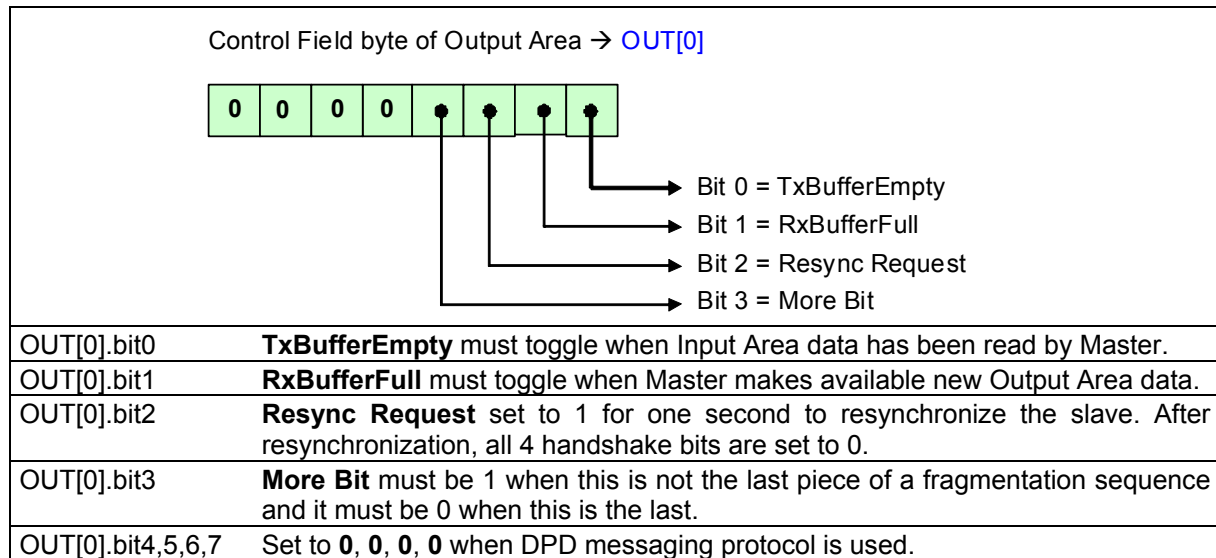 Control Field byte of Output Area → OUT[0]
0 0 0 0
Bit 0 = TxBufferEmpty
Bit 1 = RxBufferFull
Bit 2 = Resync Request
Bit 3 = More Bit
OUT[0].bit0 TxBufferEmpty must toggle when Input Area data has been read by Master.
OUT[0].bit1 RxBufferFull must toggle when Master makes available new Output Area data.
OUT[0].bit2 Resync Request set to 1 for one second to resynchronize the slave. After
resynchronization, all 4 handshake bits are set to 0.
OUT[0].bit3 More Bit must be 1 when this is not the last piece of a fragmentation sequence
and it must be 0 when this is the last.
OUT[0].bit4,5,6,7 Set to 0, 0, 0, 0 when DPD messaging protocol is used.